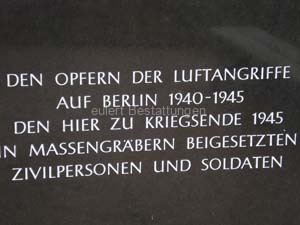 DEN OPFERN DER LUFTANGRIFFE
AUF BERLIN 1940-1945
eulert Bestattungen
DEN HIER ZU KRIEGSENDE 1945
IN MASSENGRÄBERN BEIGESETZTEN
ZIVILPERSONEN UND SOLDATEN